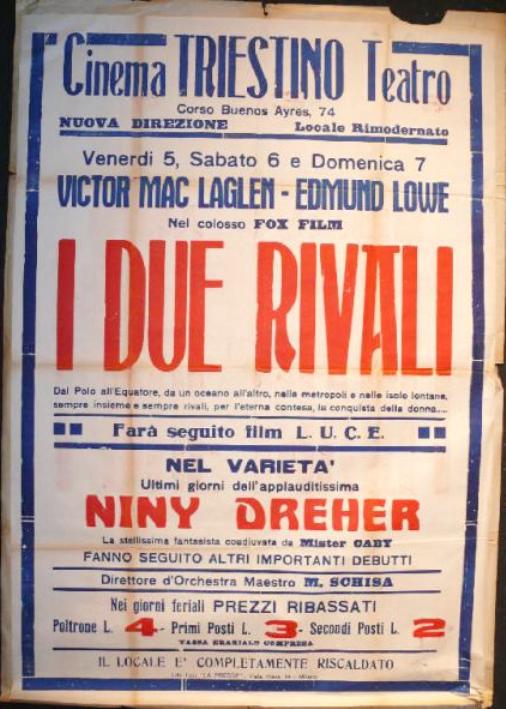 Cinema TRIESTINO Teatro
Corso Buenos Ayres, 74
NUOVA DIREZIONE Locale Rimodernato
Venerdi 5, Sabato 6 e Domenica 7
VICTOR MAC LAGLEN - EDMUND LOWE
Nel colosso FOX FILM
I DUE RIVALI
Dal Polo all'Equatore, da un oceano all'altro, nelle metropoli e nelle isole lontane,
sempre insieme e sempre rivali, per l'eterna contesa, la conquista della donna....
Farà seguito film L. U. C. E.
NEL VARIETA'
Ultimi giorni dell'applauditissima
NINY DREHER
La stellissima fantasista coadiuvata da Mister CABY
FANNO SEGUITO ALTRI IMPORTANTI DEBUTTI
Direttore d'Orchestra Maestro M. SCHISA
Nei giorni feriali PREZZI RIBASSATI
Poltrone L. 4 - Primi Posti L. 3 - Secondi Posti L. 2
TASSA ERARIALE COMPRESA
IL LOCALE E' COMPLETAMENTE RISCALDATO
"LA PRESSE"